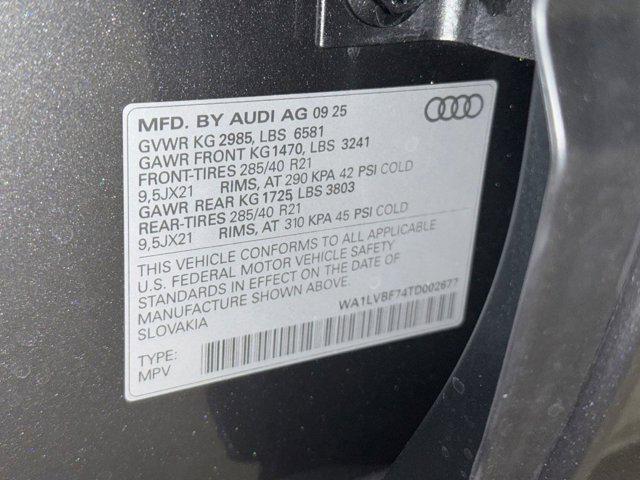 MFD. BY AUDI AG 09 25
GVWR KG 2985, LBS 6581
GAWR FRONT KG 1470, LBS 3241
FRONT-TIRES 285/40 R21
9,5JX21 RIMS, AT 290 KPA 42 PSI COLD
GAWR REAR KG 1725, LBS 3803
REAR-TIRES 285/40 R21
9,5JX21 RIMS, AT 310 KPA 45 PSI COLD
THIS VEHICLE CONFORMS TO ALL APPLICABLE
U.S. FEDERAL MOTOR VEHICLE SAFETY
STANDARDS IN EFFECT ON THE DATE OF
MANUFACTURE SHOWN ABOVE.
SLOVAKIA
WA1LVBF74TD002677
TYPE:
MPV